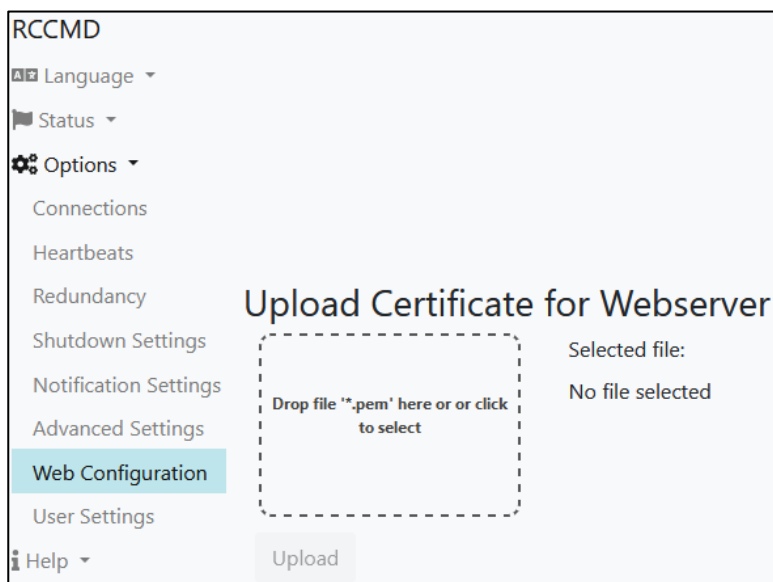 RCCMD
Language
Status
Options
Connections
Heartbeats
Redundancy
Shutdown Settings
Notification Settings
Advanced Settings
Web Configuration
User Settings
Help
Upload Certificate for Webserver
Drop file '*.pem' here or or click
to select
Selected file:
No file selected
Upload